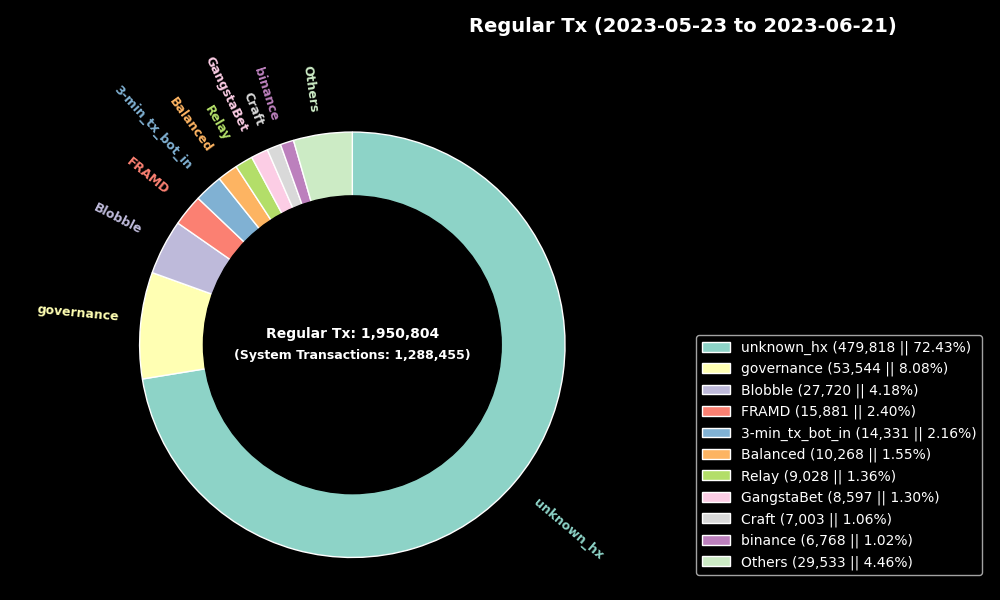 Regular Tx (2023-05-23 to 2023-06-21)
Others
binance
Craft
GangstaBet
Relay
Balanced
3-min_tx_bot_in
FRAMD
Blobble
governance
unknown_hx
Regular Tx: 1,950,804
(System Transactions: 1,288,455)
unknown_hx (479,818 || 72.43%)
governance (53,544 || 8.08%)
Blobble (27,720 || 4.18%)
FRAMD (15,881 || 2.40%)
3-min_tx_bot_in (14,331 || 2.16%)
Balanced (10,268 || 1.55%)
Relay (9,028 || 1.36%)
GangstaBet (8,597 || 1.30%)
Craft (7,003 || 1.06%)
binance (6,768 || 1.02%)
Others (29,533 || 4.46%)